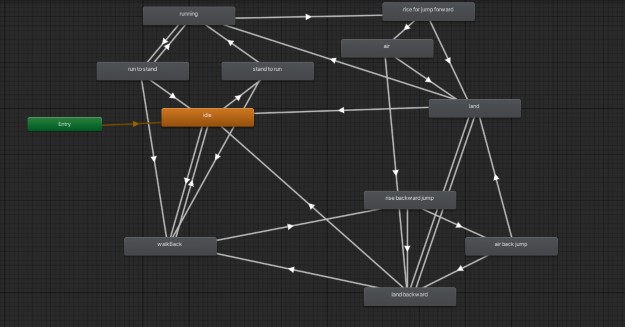 running
rise for jump forward
air
run to stand
stand to run
land
idle
Entry
rise backward jump
walkBack
air back jump
land backward